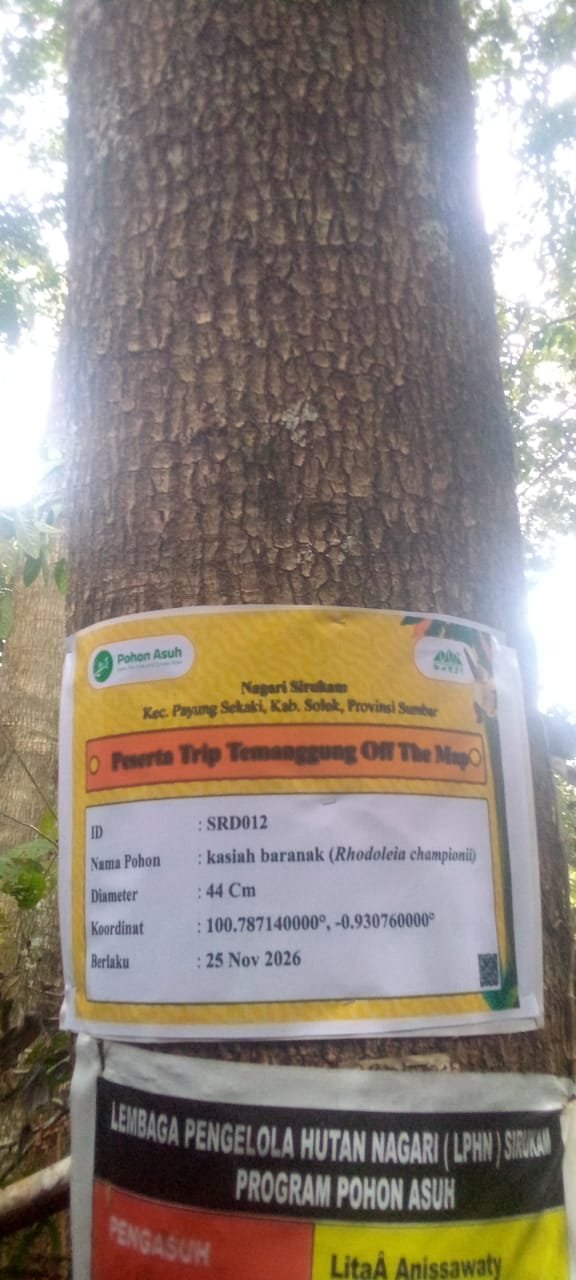 Pohon Asuh
WARSI
Nagari Sirukam
Kec. Payung Sekaki, Kab. Solok, Provinsi Sumbar
Peserta Trip Temanggung Off The Map
ID : SRD012
Nama Pohon : kasiah baranak (Rhodoleia championii)
Diameter : 44 Cm
Koordinat : 100.787140000°, -0.930760000°
Berlaku : 25 Nov 2026
LEMBAGA PENGELOLA HUTAN NAGARI ( LPHN ) SIRUKAM
PROGRAM POHON ASUH
PENGASUH
LitaÂ Anissawaty